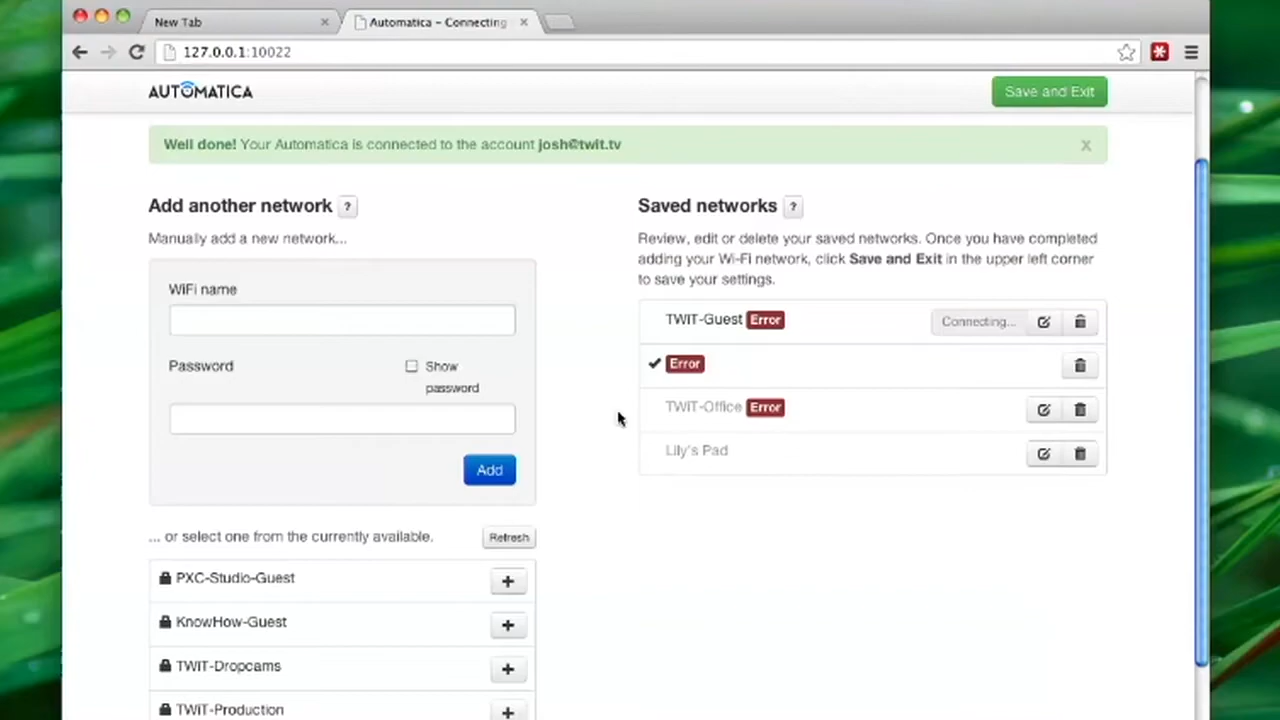 New Tab
Automatica – Connecting
127.0.0.1:10022
AUTOMATICA
Save and Exit
Well done! Your Automatica is connected to the account josh@twit.tv
X
Add another network ?
Manually add a new network...
WiFi name
Password
Show
password
Add
... or select one from the currently available.
Refresh
PXC-Studio-Guest
KnowHow-Guest
TWiT-Dropcams
TWiT-Production
Saved networks ?
Review, edit or delete your saved networks. Once you have completed
adding your Wi-Fi network, click Save and Exit in the upper left corner
to save your settings.
TWiT-Guest Error
Connecting...
Error
TWiT-Office Error
Lily's Pad